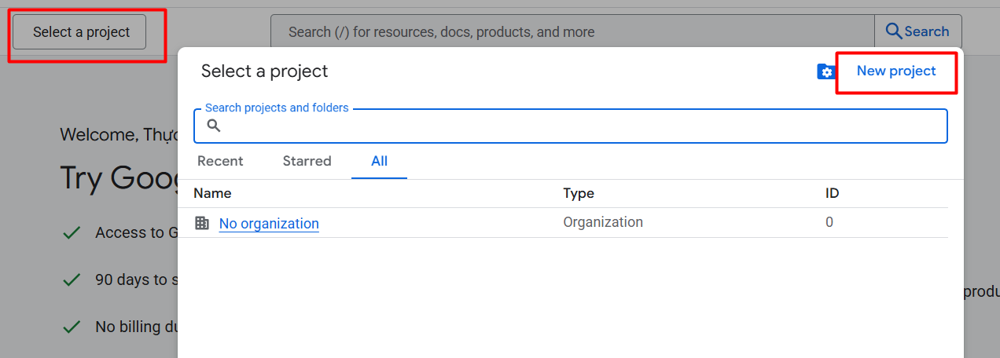 Select a project
Search (/) for resources, docs, products, and more
Search
Select a project
New project
Search projects and folders
Welcome, Thực
Try Goog
Recent Starred All
Name Type ID
No organization Organization 0
Access to G
90 days to s
No billing du
produ